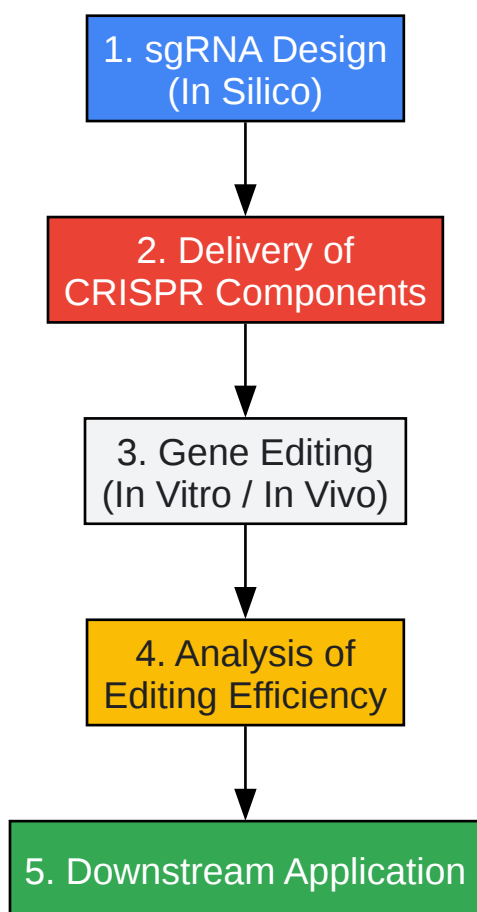 1. sgRNA Design
(In Silico)
2. Delivery of
CRISPR Components
3. Gene Editing
(In Vitro / In Vivo)
4. Analysis of
Editing Efficiency
5. Downstream Application